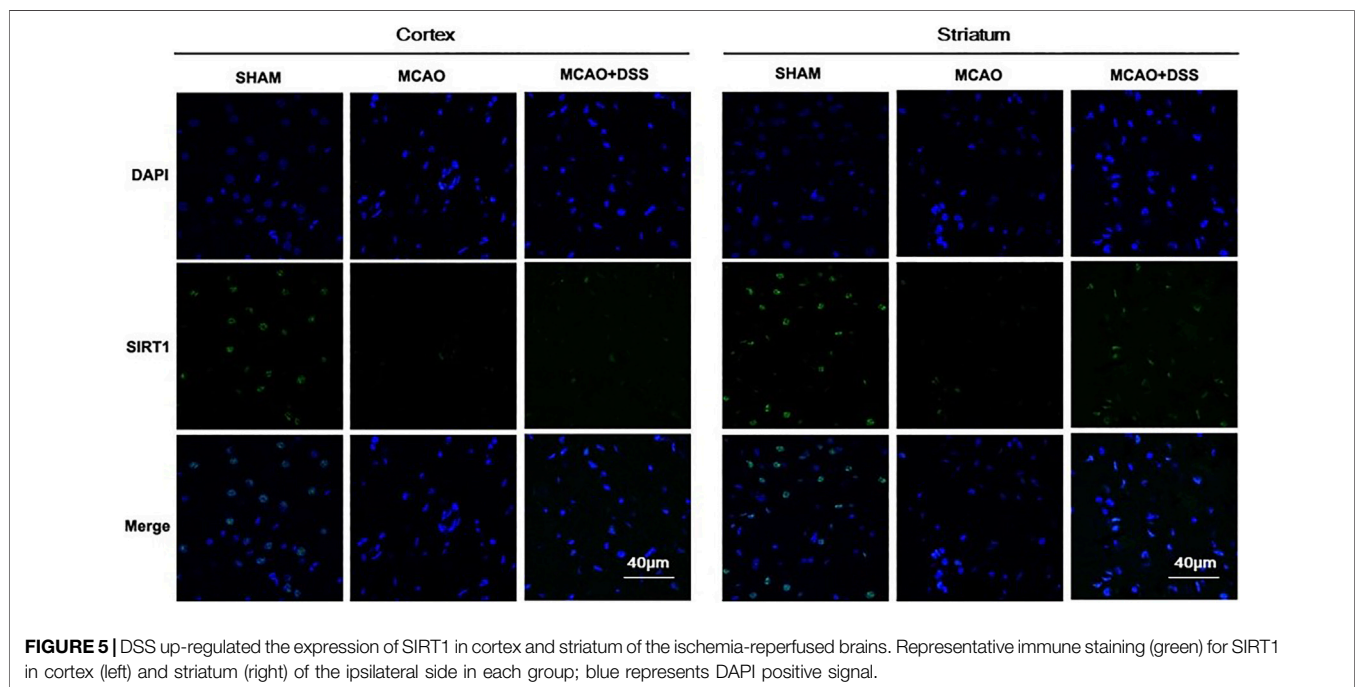 Cortex Striatum
SHAM MCAO MCAO+DSS SHAM MCAO MCAO+DSS
DAPI
SIRT1
Merge
40μm 40μm
FIGURE 5 | DSS up-regulated the expression of SIRT1 in cortex and striatum of the ischemia-reperfused brains. Representative immune staining (green) for SIRT1
in cortex (left) and striatum (right) of the ipsilateral side in each group; blue represents DAPI positive signal.